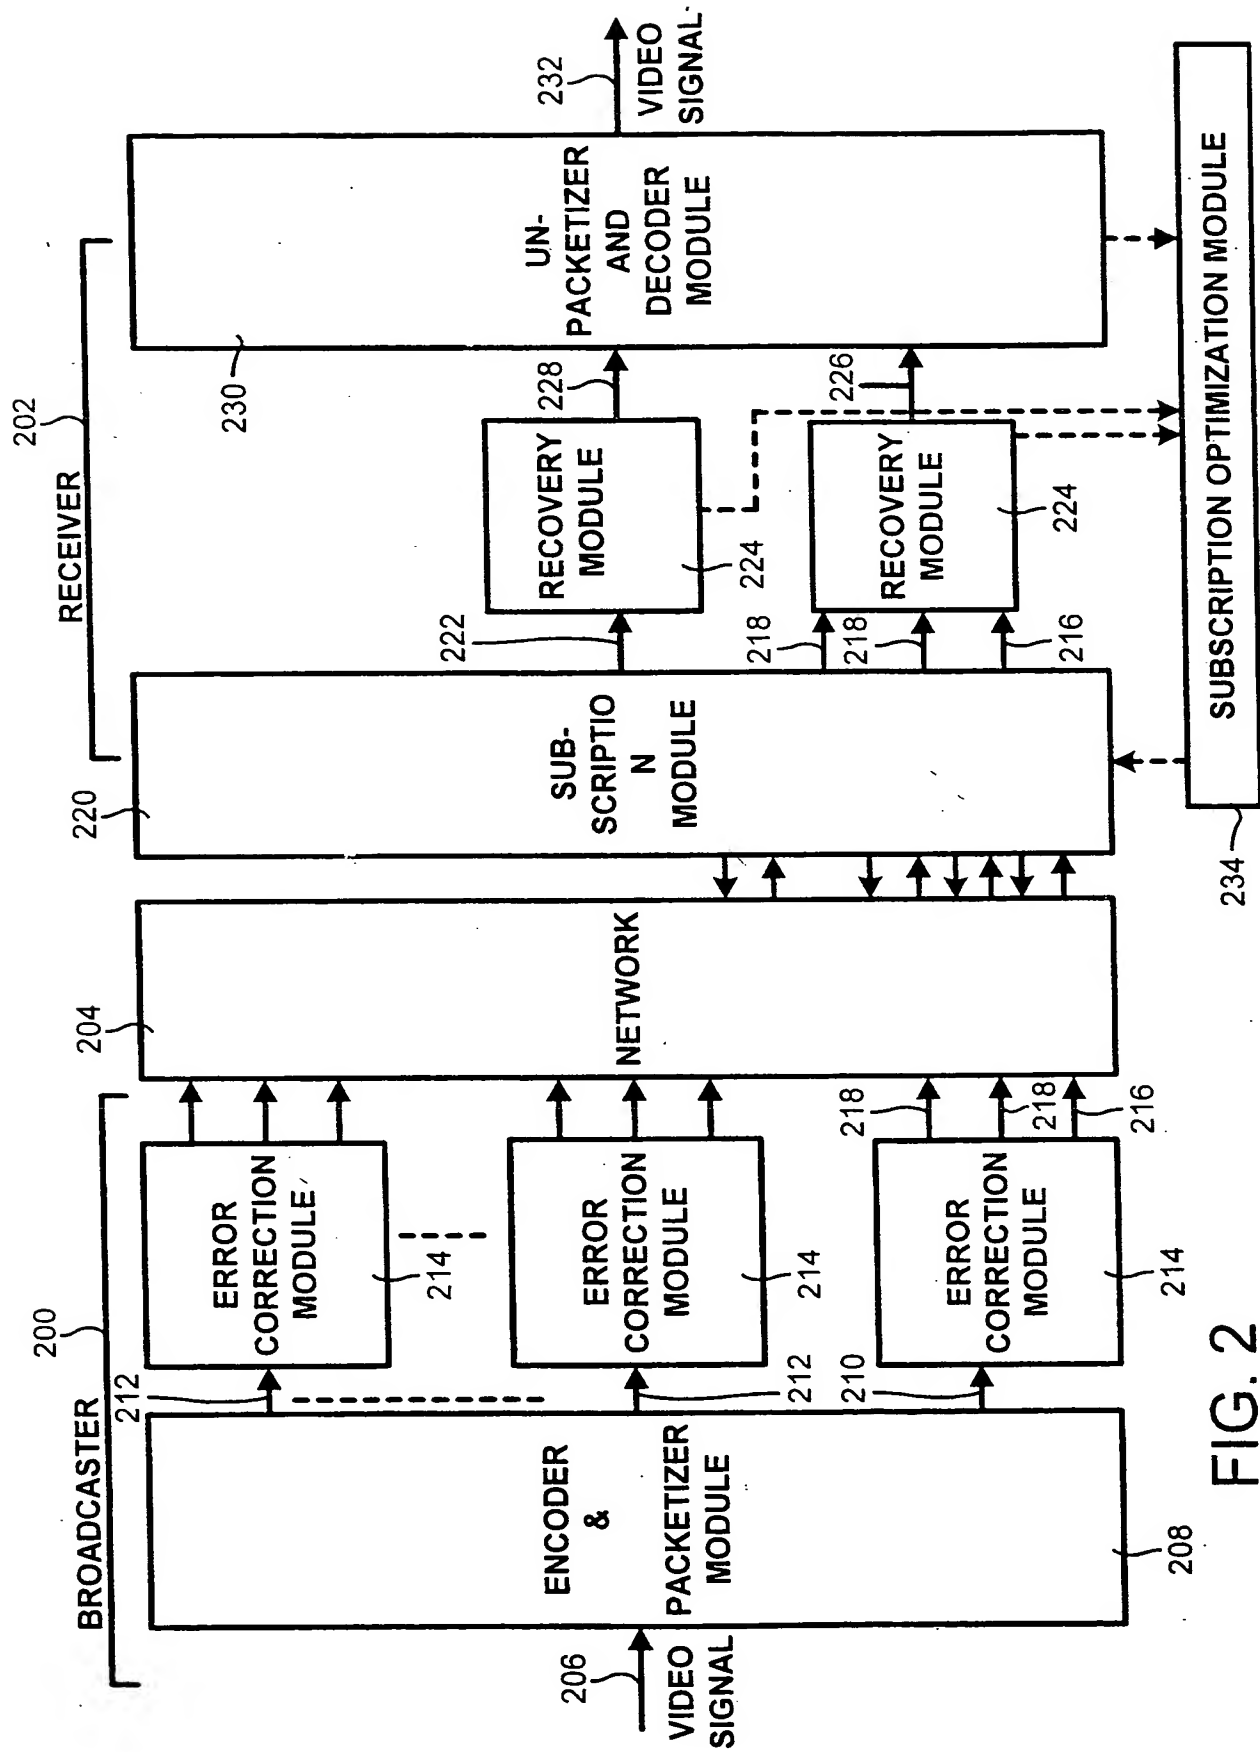 BROADCASTER
200
RECEIVER
202
VIDEO
SIGNAL
206
ENCODER
&
PACKETIZER
MODULE
208
212
212
210
ERROR
CORRECTION
MODULE
214
ERROR
CORRECTION
MODULE
214
ERROR
CORRECTION
MODULE
214
218
218
216
204
NETWORK
220
SUB-
SCRIPTIO
N
MODULE
222
218
218
216
RECOVERY
MODULE
224
RECOVERY
MODULE
224
228
226
230
UN-
PACKETIZER
AND
DECODER
MODULE
232
VIDEO
SIGNAL
234
SUBSCRIPTION OPTIMIZATION MODULE
FIG. 2